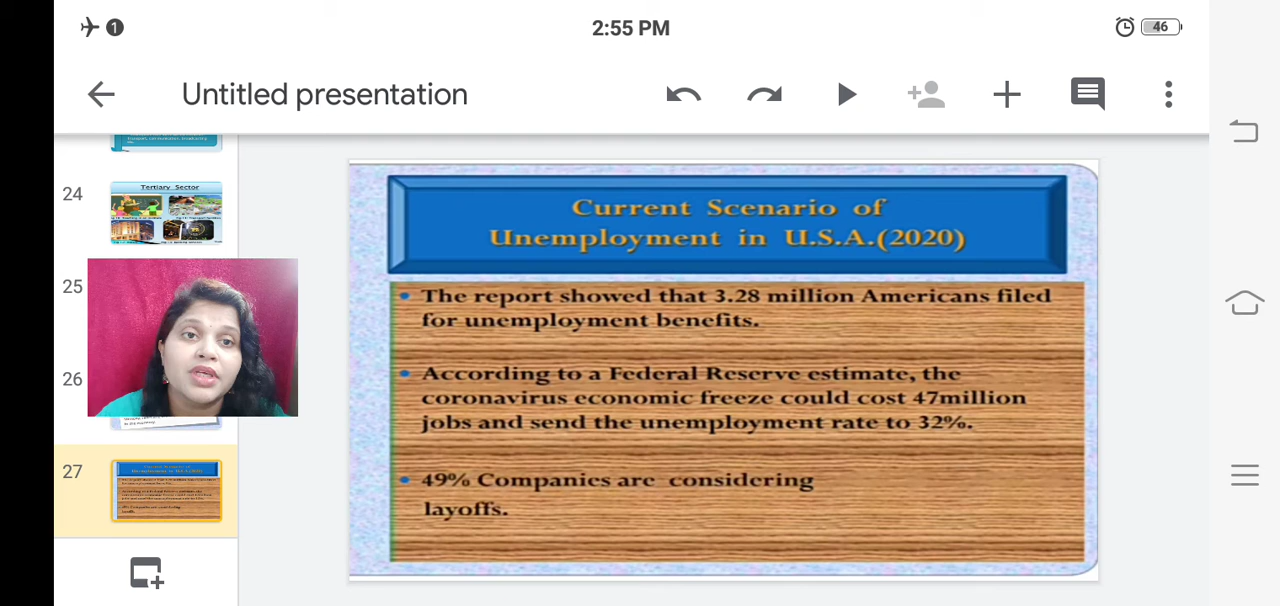 1
2:55 PM
46
Untitled presentation
24
Tertiary Sector
25
26
27
Current Scenario of
Unemployment in U.S.A.(2020)
• The report showed that 3.28 million Americans filed
for unemployment benefits.
• According to a Federal Reserve estimate, the
coronavirus economic freeze could cost 47million
jobs and send the unemployment rate to 32%.
• 49% Companies are considering
layoffs.